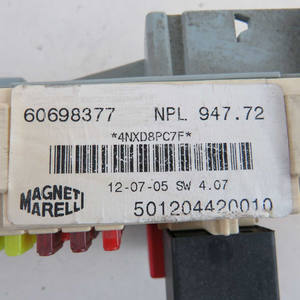 60698377 NPL 947.72
*4NXD8PC7F*
12-07-05 SW 4.07
MAGNETI
MARELLI
501204420010